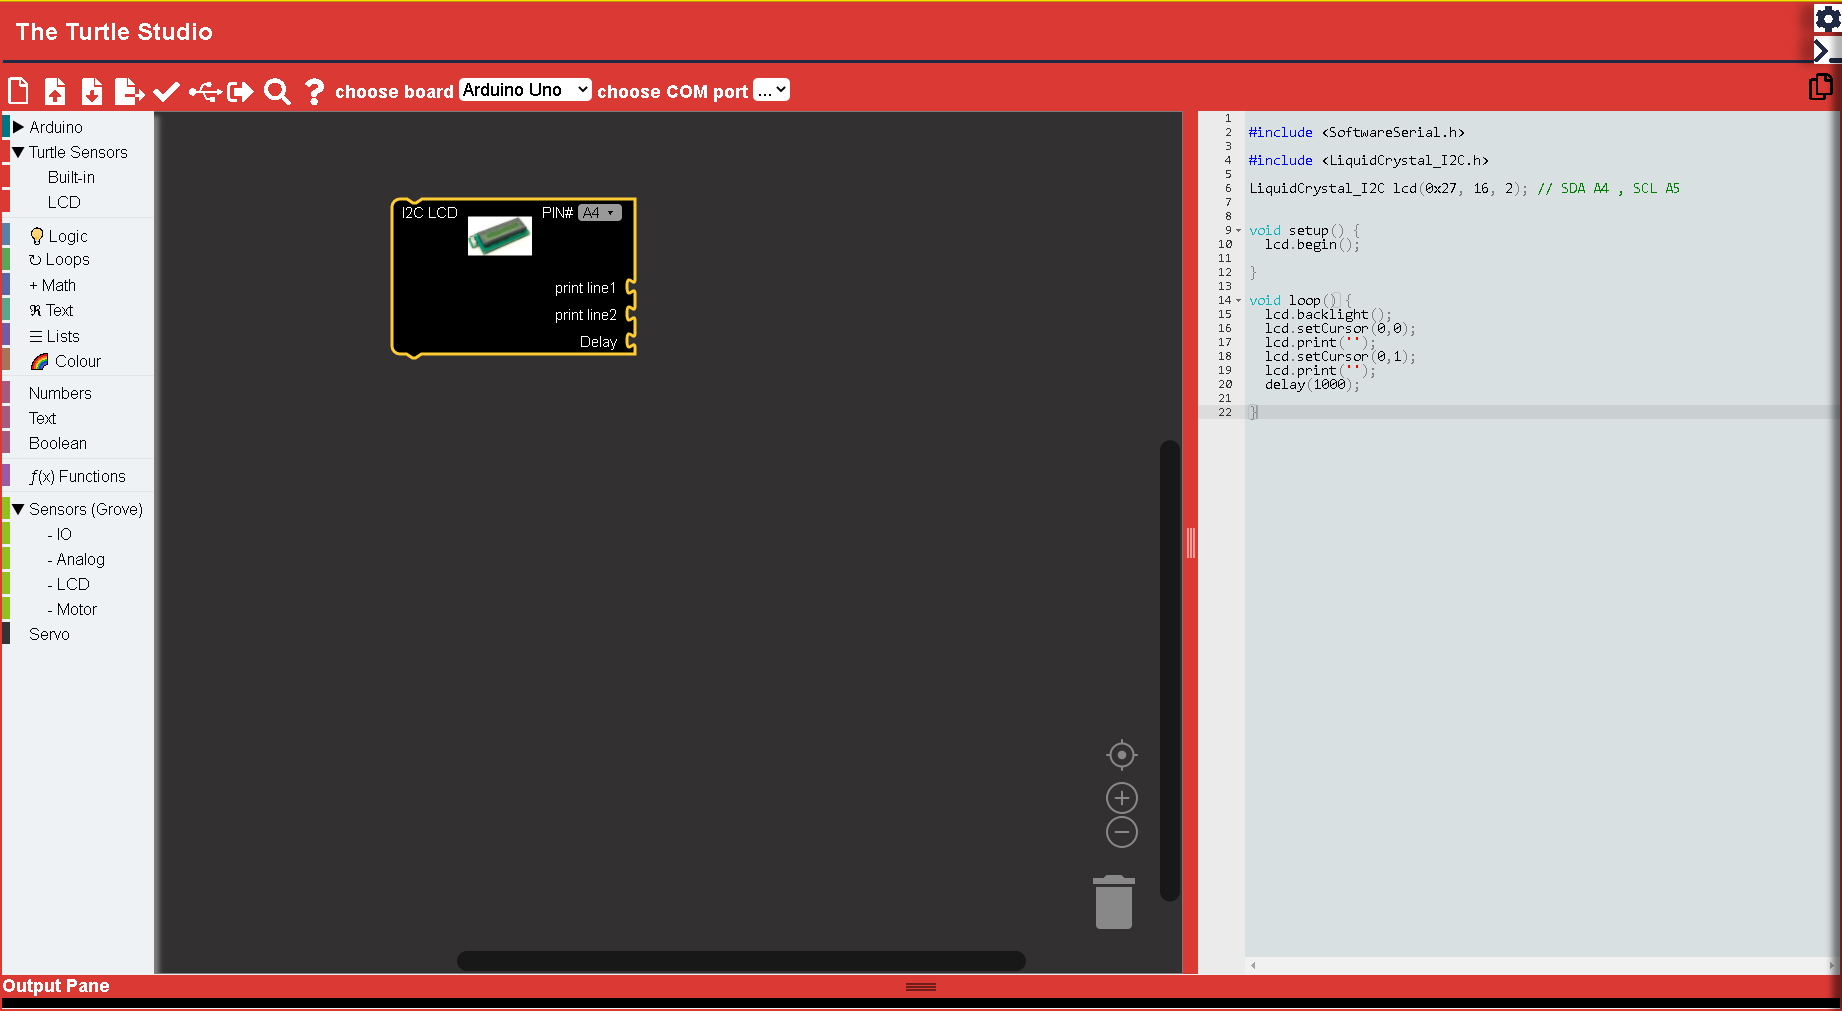 The Turtle Studio
choose board Arduino Uno choose COM port ...
Arduino
Turtle Sensors
Built-in
LCD
Logic
Loops
+ Math
Text
Lists
Colour
Numbers
Text
Boolean
ƒ(x) Functions
Sensors (Grove)
- IO
- Analog
- LCD
- Motor
Servo
I2C LCD PIN# A4
print line1
print line2
Delay
1
2 #include <SoftwareSerial.h>
3
4 #include <LiquidCrystal_I2C.h>
5
6 LiquidCrystal_I2C lcd(0x27, 16, 2); // SDA A4 , SCL A5
7
8
9 void setup() {
10 lcd.begin();
11
12 }
13
14 void loop() {
15 lcd.backlight();
16 lcd.setCursor(0,0);
17 lcd.print("");
18 lcd.setCursor(0,1);
19 lcd.print("");
20 delay(1000);
21
22 }
Output Pane